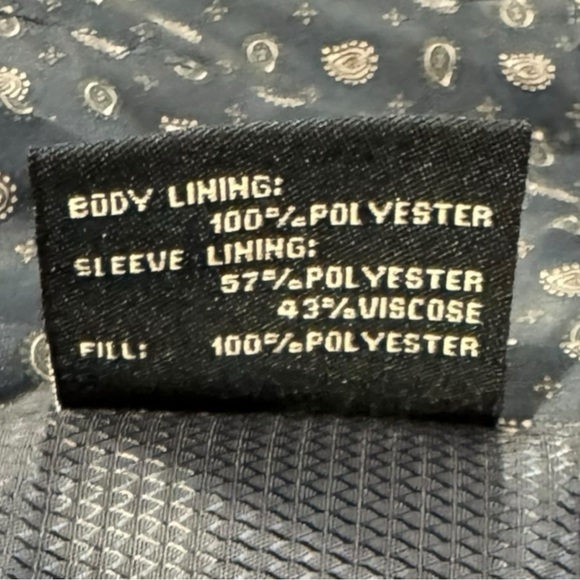 BODY LINING:
100%POLYESTER
SLEEVE LINING:
57%POLYESTER
43%VISCOSE
FILL: 100%POLYESTER